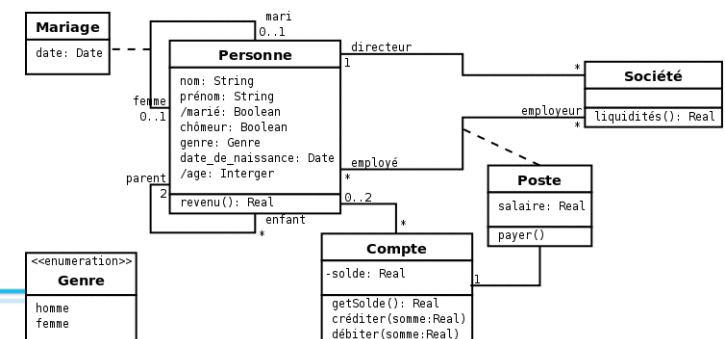 mari
0..1
Mariage
date: Date
femme
0..1
Personne
nom: String
prénom: String
/marié: Boolean
chômeur: Boolean
genre: Genre
date_de_naissance: Date
/age: Interger
revenu(): Real
directeur
1
*
Société
liquidités(): Real
employeur
*
employé
*
parent
2
enfant
*
0..2
*
Poste
salaire: Real
payer()
Compte
-solde: Real
getSolde(): Real
créditer(somme:Real)
débiter(somme:Real)
1
<<enumeration>>
Genre
homme
femme